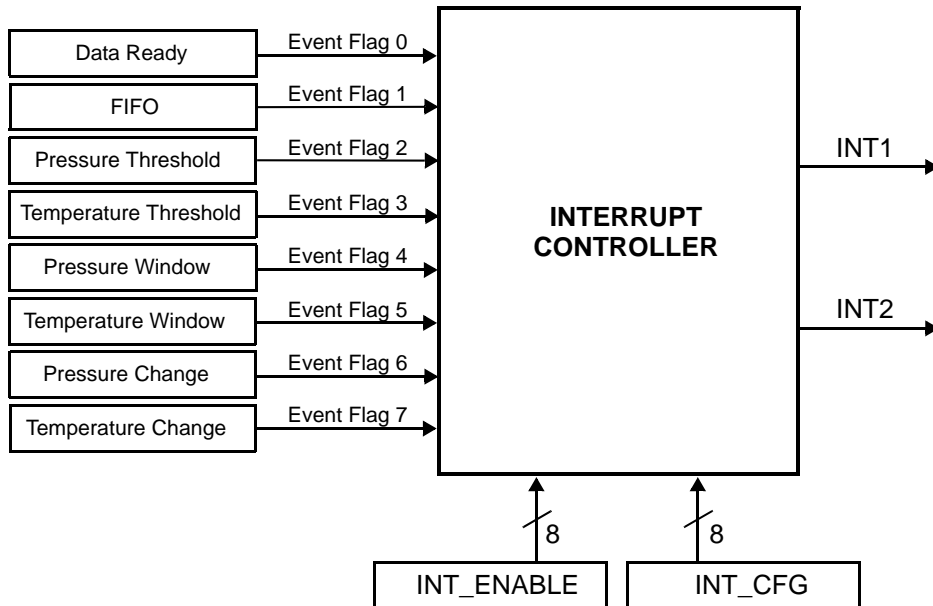 Data Ready
Event Flag 0
FIFO
Event Flag 1
Pressure Threshold
Event Flag 2
Temperature Threshold
Event Flag 3
Pressure Window
Event Flag 4
Temperature Window
Event Flag 5
Pressure Change
Event Flag 6
Temperature Change
Event Flag 7
INTERRUPT
CONTROLLER
INT1
INT2
8
8
INT_ENABLE
INT_CFG